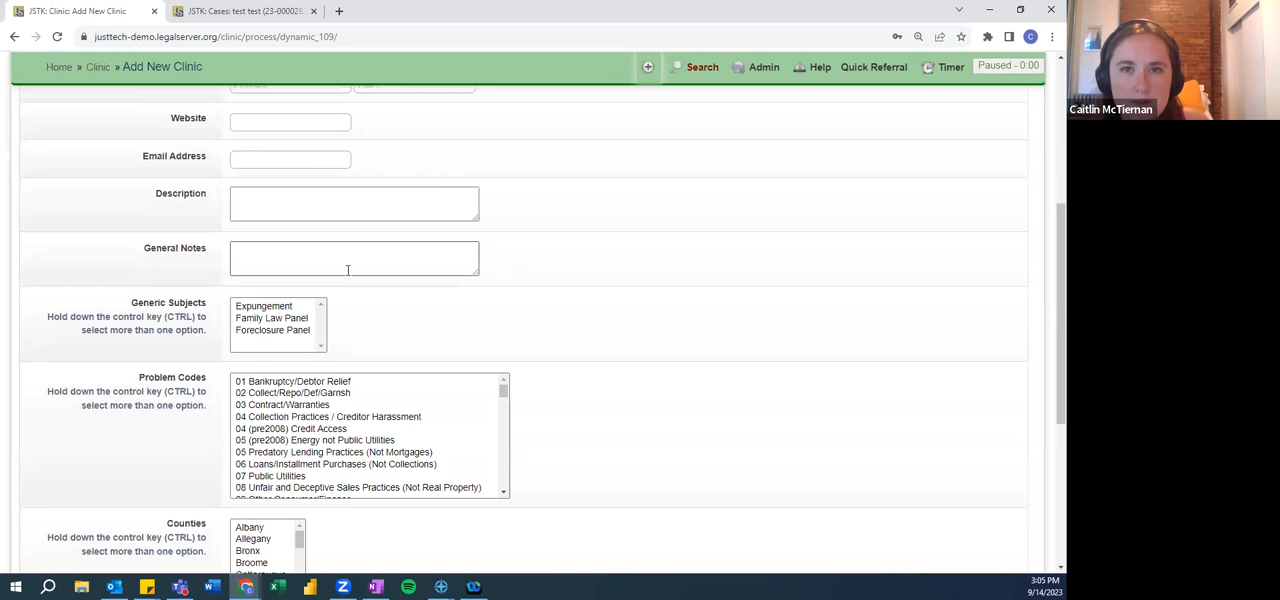 JSTK: Clinic: Add New Clinic
JSTK: Cases: test test (23-000028
justtech-demo.legalserver.org/clinic/process/dynamic_109/
C
Home » Clinic » Add New Clinic
Search
Admin
Help
Quick Referral
Timer
Paused - 0:00
Caitlin McTiernan
Website
Email Address
Description
General Notes
Generic Subjects
Hold down the control key (CTRL) to
select more than one option.
Expungement
Family Law Panel
Foreclosure Panel
Problem Codes
Hold down the control key (CTRL) to
select more than one option.
01 Bankruptcy/Debtor Relief
02 Collect/Repo/Def/Garnsh
03 Contract/Warranties
04 Collection Practices / Creditor Harassment
04 (pre2008) Credit Access
05 (pre2008) Energy not Public Utilities
05 Predatory Lending Practices (Not Mortgages)
06 Loans/Installment Purchases (Not Collections)
07 Public Utilities
08 Unfair and Deceptive Sales Practices (Not Real Property)
Counties
Hold down the control key (CTRL) to
select more than one option.
Albany
Allegany
Bronx
Broome
3:05 PM
9/14/2023